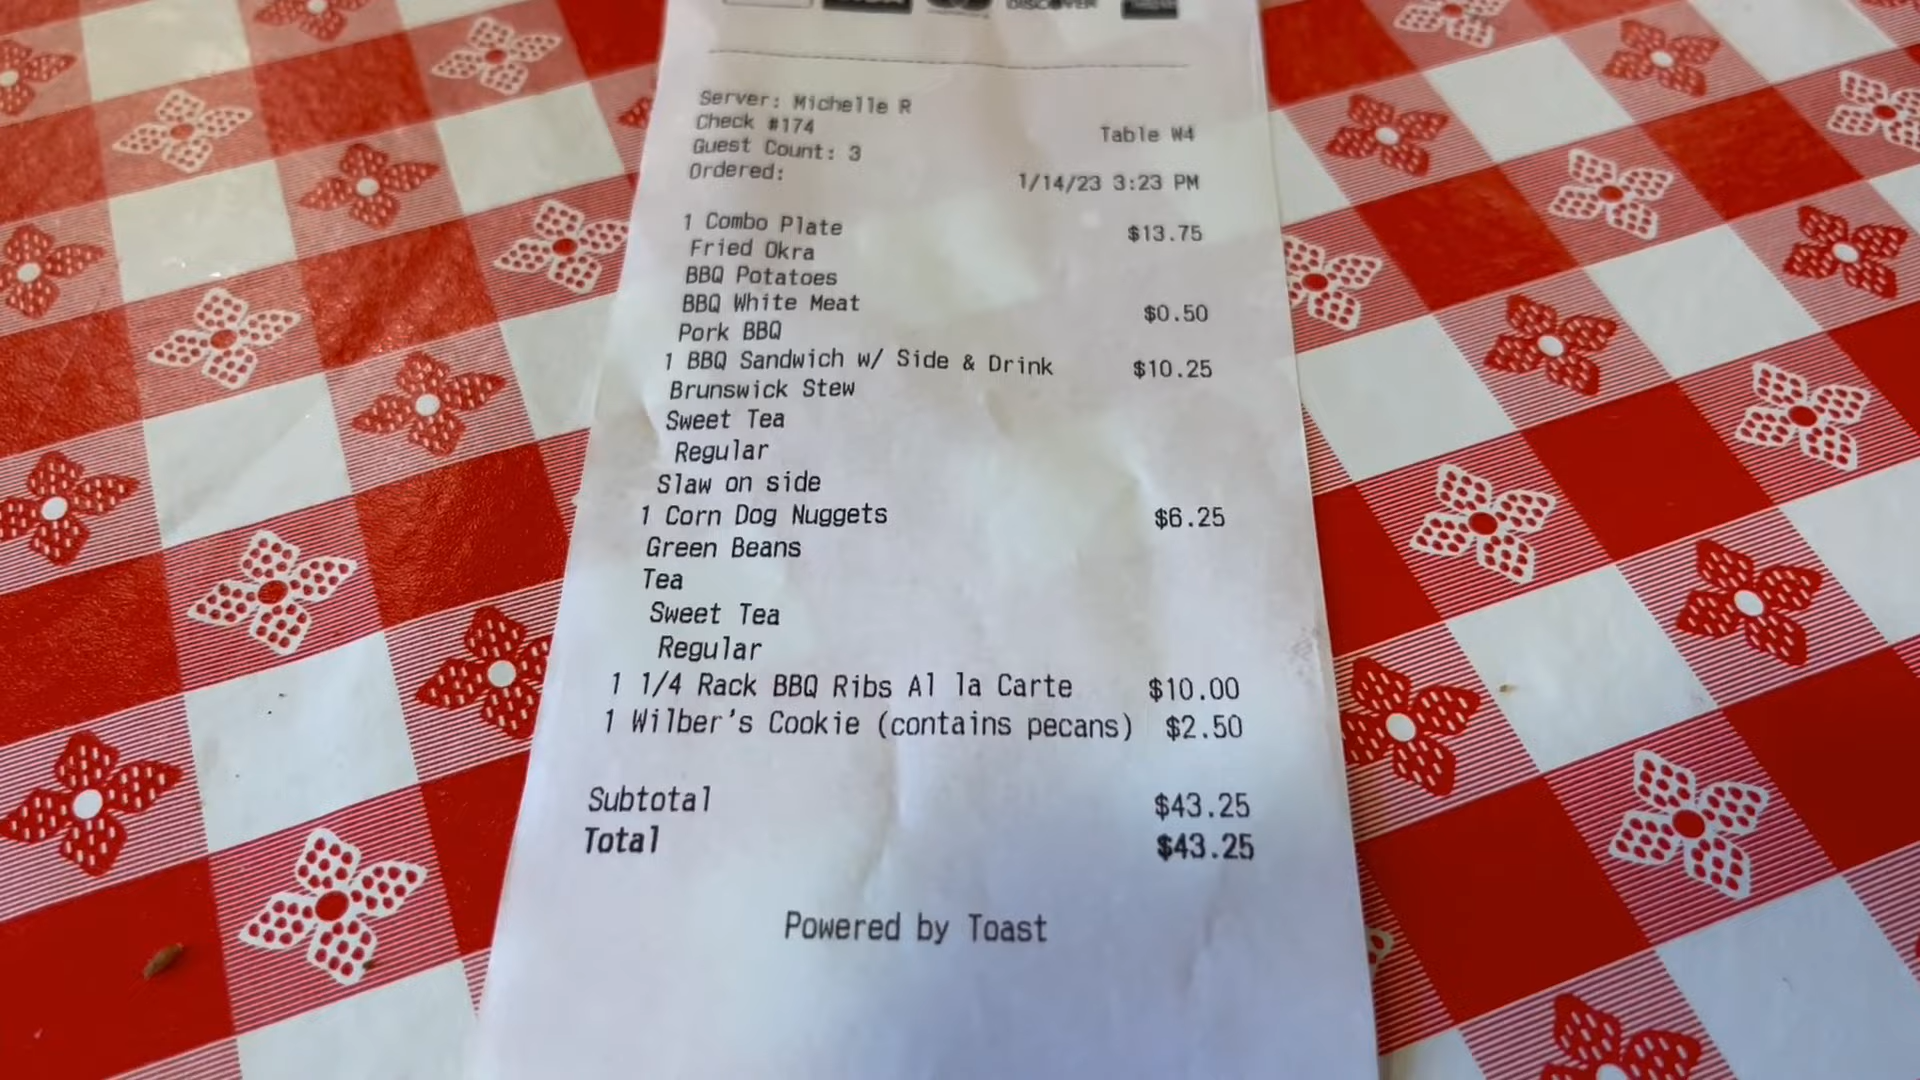 DISCOVER
Server: Michelle R
Check #174
Table W4
Guest Count: 3
Ordered:
1/14/23 3:23 PM
1 Combo Plate $13.75
Fried Okra
BBQ Potatoes
BBQ White Meat $0.50
Pork BBQ
1 BBQ Sandwich w/ Side & Drink $10.25
Brunswick Stew
Sweet Tea
Regular
Slaw on side
1 Corn Dog Nuggets $6.25
Green Beans
Tea
Sweet Tea
Regular
1 1/4 Rack BBQ Ribs Al la Carte $10.00
1 Wilber's Cookie (contains pecans) $2.50
Subtotal $43.25
Total $43.25
Powered by Toast